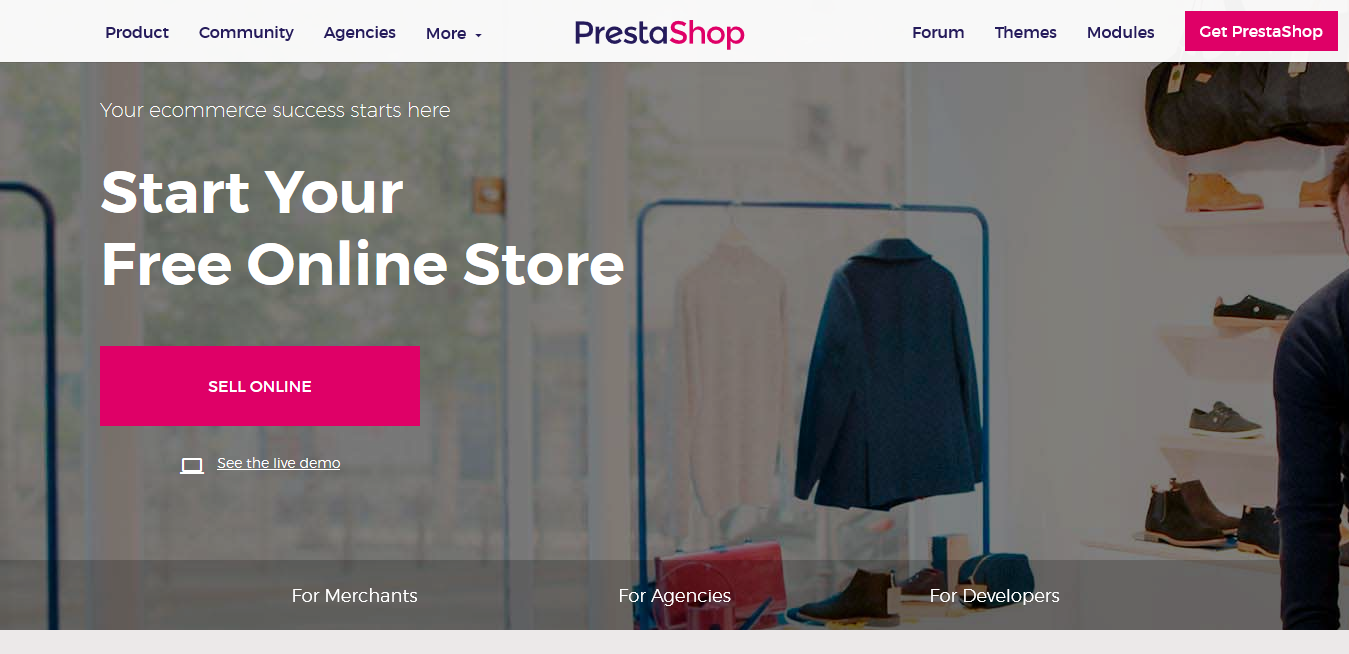 Product
Community
Agencies
More
PrestaShop
Forum
Themes
Modules
Get PrestaShop
Your ecommerce success starts here
Start Your
Free Online Store
SELL ONLINE
See the live demo
For Merchants
For Agencies
For Developers